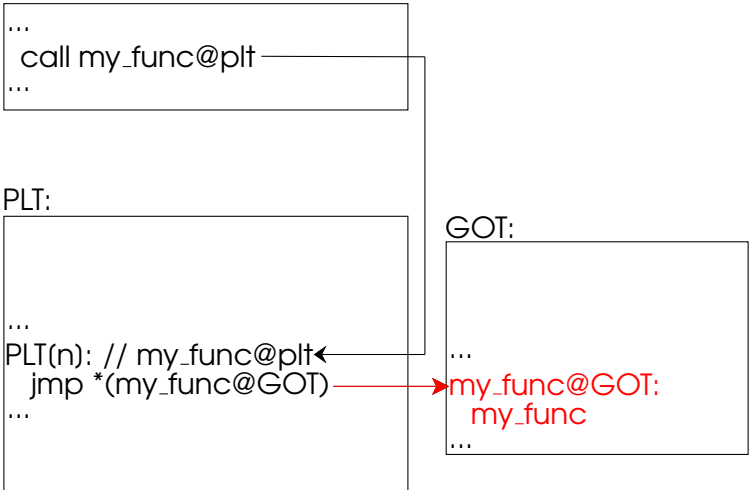 ...
call my_func@plt
...
PLT:
...
PLT(n): // my_func@plt
jmp *(my_func@GOT)
...
GOT:
...
my_func@GOT:
my_func
...